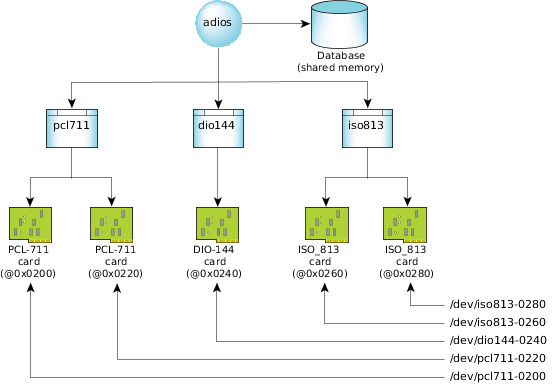 adios
Database
(shared memory)
pcl711
dio144
iso813
PCL-711
card
(@0x0200)
PCL-711
card
(@0x0220)
DIO-144
card
(@0x0240)
ISO_813
card
(@0x0260)
ISO_813
card
(@0x0280)
/dev/iso813-0280
/dev/iso813-0260
/dev/dio144-0240
/dev/pcl711-0220
/dev/pcl711-0200